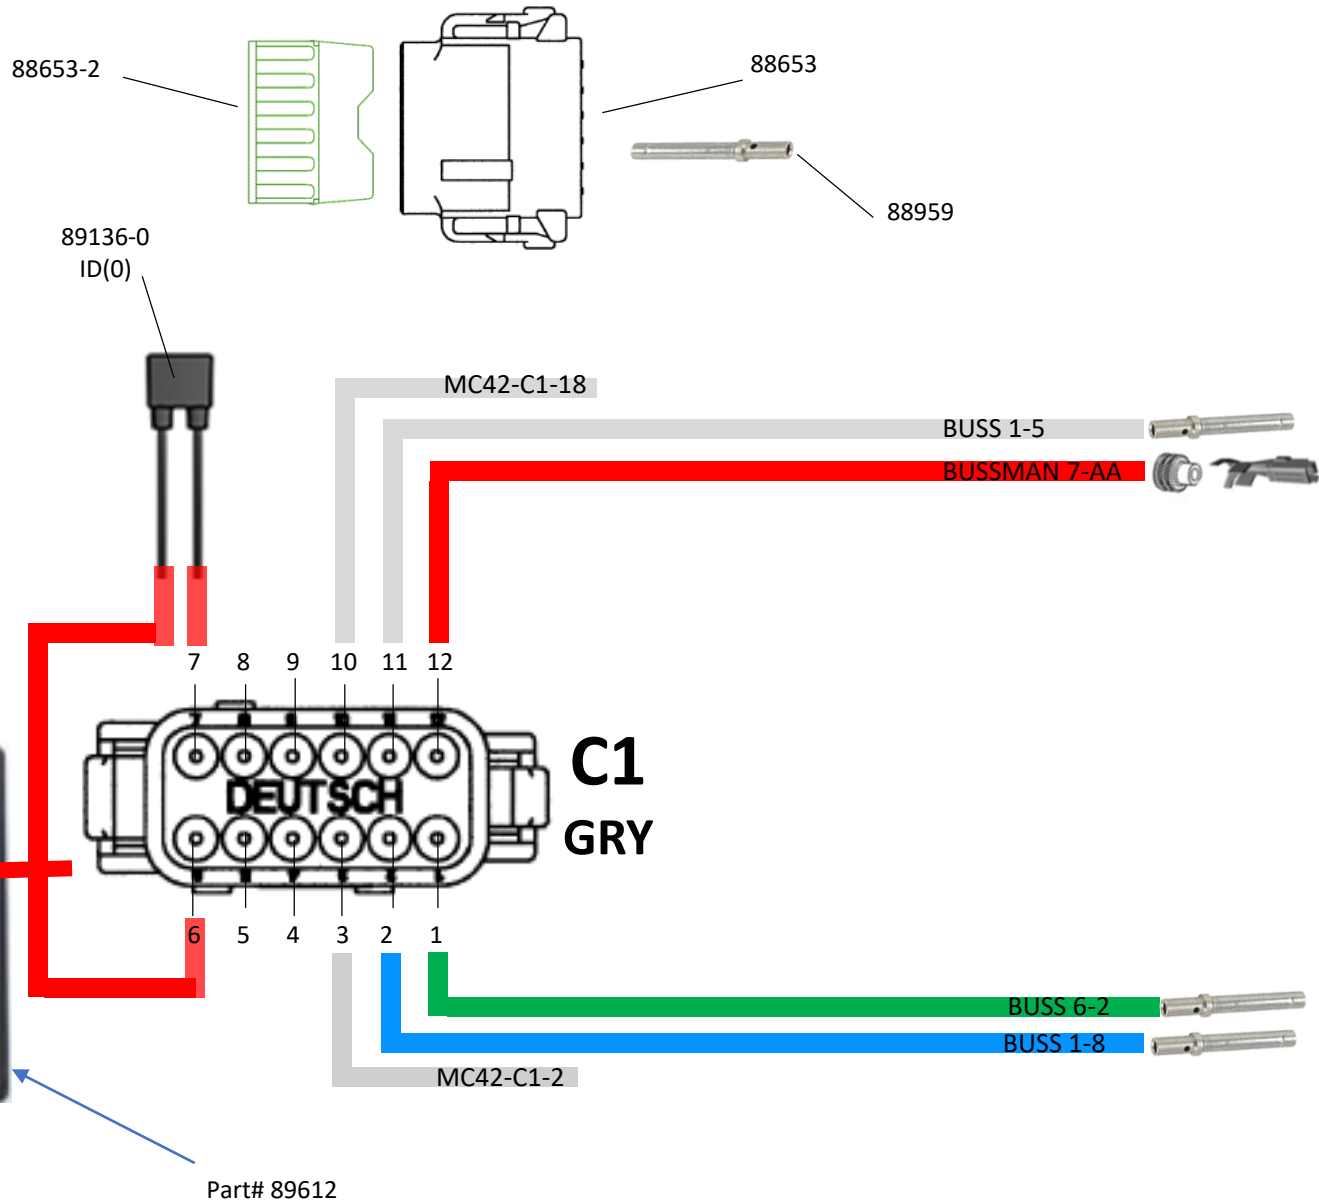 88653-2
88653
88959
89136-0
ID(0)
MC42-C1-18
BUSS 1-5
BUSSMAN 7-AA
7 8 9 10 11 12
DEUTSCH
C1
GRY
6 5 4 3 2 1
BUSS 6-2
BUSS 1-8
MC42-C1-2
Part# 89612